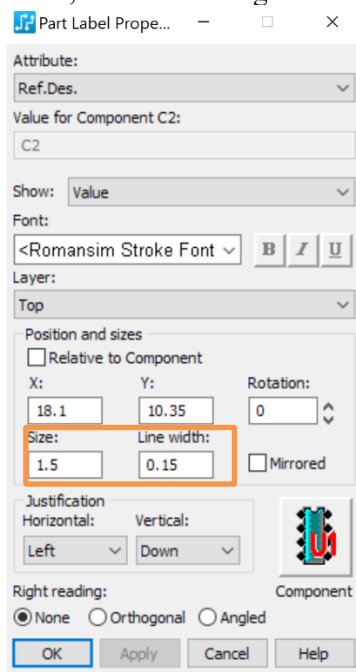 Part Label Prope...
Attribute:
Ref.Des.
Value for Component C2:
C2
Show: Value
Font:
<Romansim Stroke Font
B I U
Layer:
Top
Position and sizes
Relative to Component
X: Y: Rotation:
18.1 10.35 0
Size: Line width:
1.5 0.15 Mirrored
Justification
Horizontal: Vertical:
Left Down
U1
Right reading: Component
None Orthogonal Angled
OK Apply Cancel Help